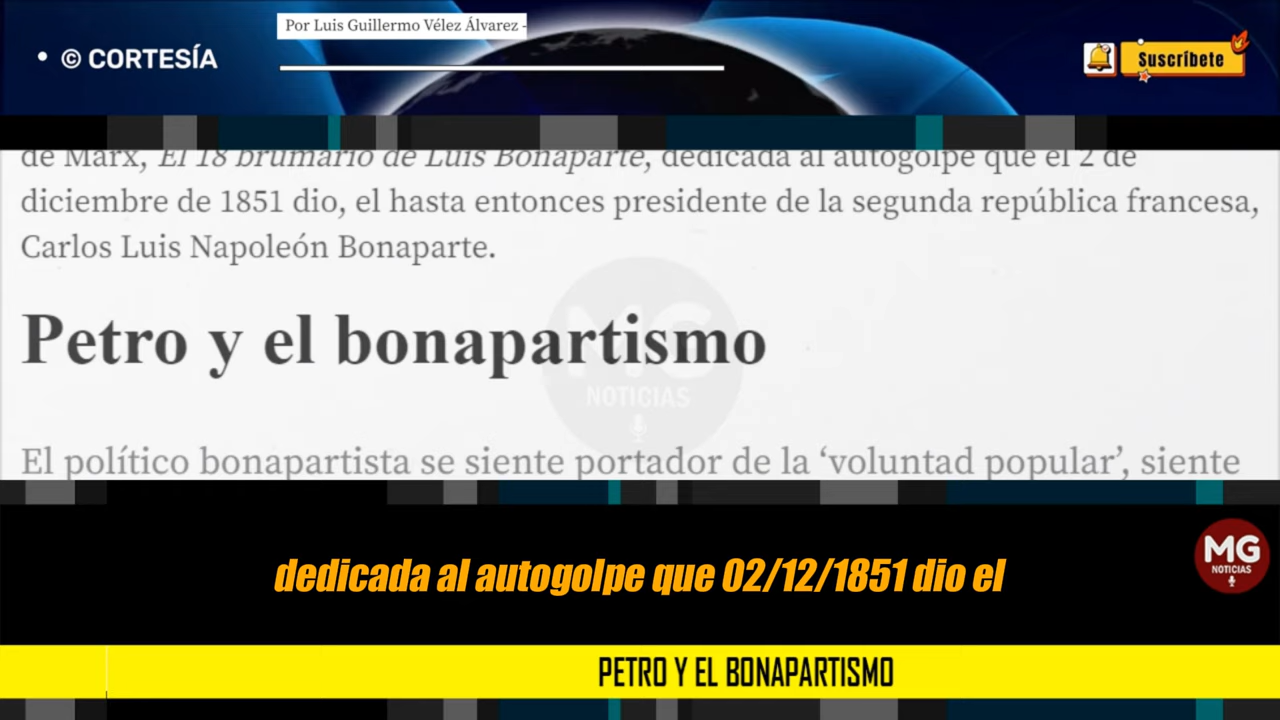 Por Luis Guillermo Vélez Álvarez -
• © CORTESÍA
Suscríbete
de Marx, El 18 brumario de Luis Bonaparte, dedicada al autogolpe que el 2 de
diciembre de 1851 dio, el hasta entonces presidente de la segunda república francesa,
Carlos Luis Napoleón Bonaparte.
Petro y el bonapartismo
MG
NOTICIAS
El político bonapartista se siente portador de la ‘voluntad popular’, siente
dedicada al autogolpe que 02/12/1851 dio el
MG
NOTICIAS
PETRO Y EL BONAPARTISMO